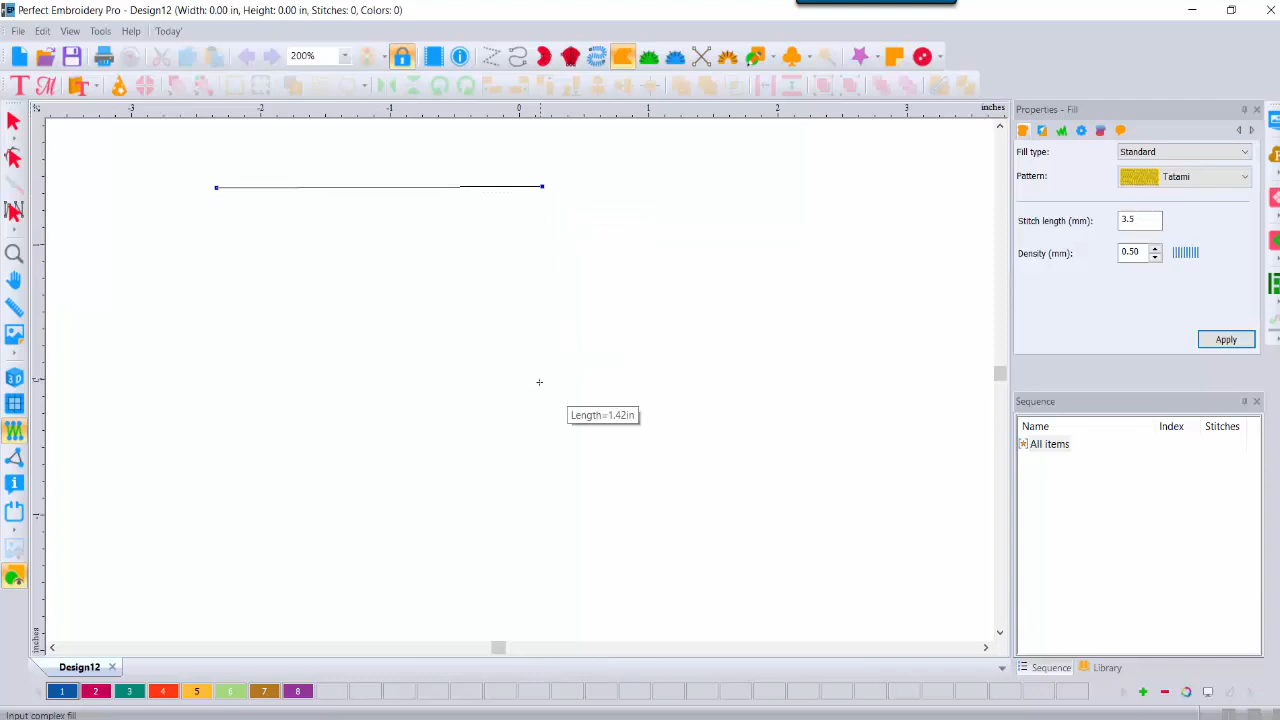 Perfect Embroidery Pro - Design12 (Width: 0.00 in, Height: 0.00 in, Stitches: 0, Colors: 0)
File Edit View Tools Help Today'
200%
-3 -2 -1 0 1 2 3 inches
Properties - Fill
Fill type: Standard
Pattern: Tatami
Stitch length (mm): 3.5
Density (mm): 0.50
Apply
Length=1.42in
Sequence
Name Index Stitches
All items
inches
Design12
Sequence Library
1 2 3 4 5 6 7 8
Input complex fill